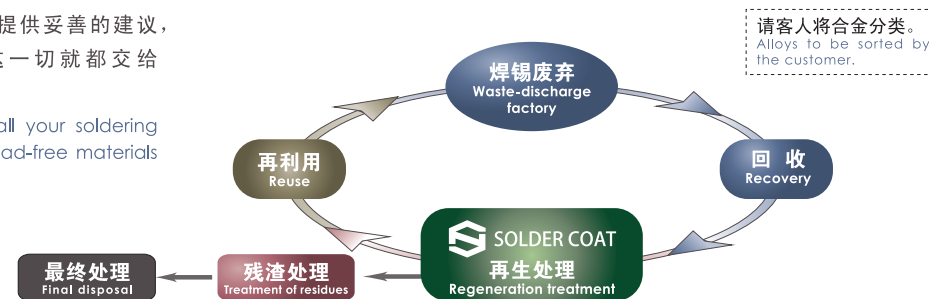 提供妥善的建议，
一切就都交给
all your soldering
ad-free materials
请客人将合金分类。
Alloys to be sorted by
the customer.
焊锡废弃
Waste-discharge
factory
再利用
Reuse
回 收
Recovery
SOLDER COAT
再生处理
Regeneration treatment
残渣处理
Treatment of residues
最终处理
Final disposal